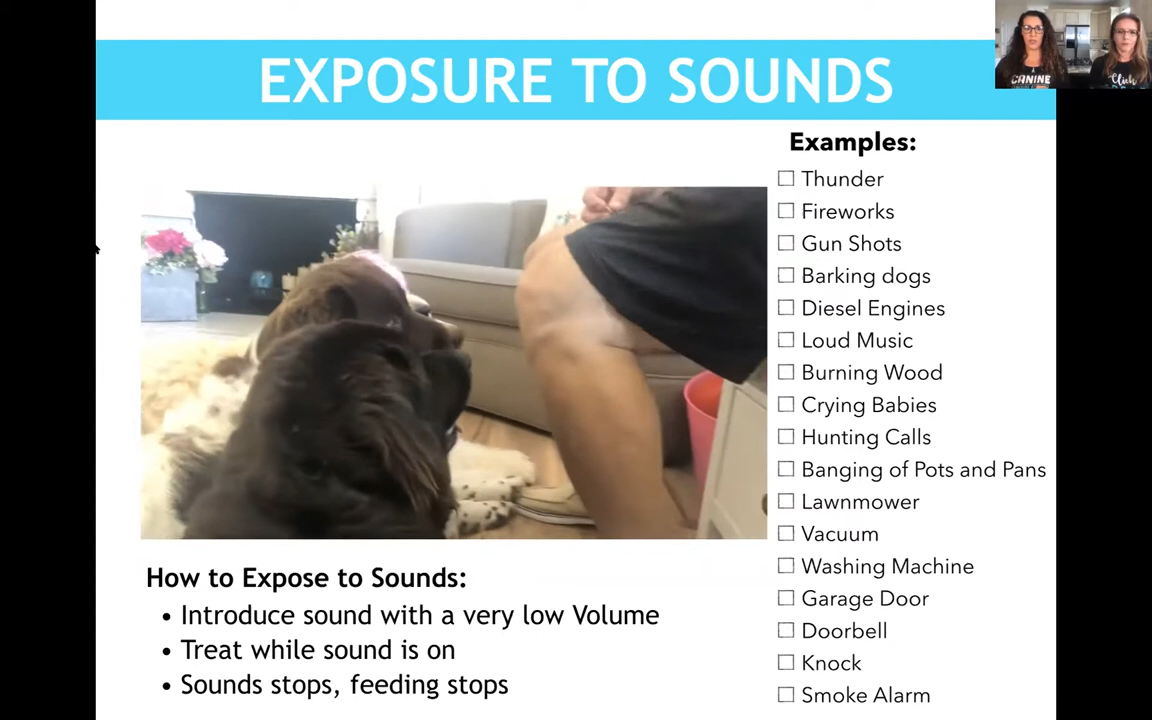 EXPOSURE TO SOUNDS
CANINE
Click
Examples:
Thunder
Fireworks
Gun Shots
Barking dogs
Diesel Engines
Loud Music
Burning Wood
Crying Babies
Hunting Calls
Banging of Pots and Pans
Lawnmower
Vacuum
Washing Machine
Garage Door
Doorbell
Knock
Smoke Alarm
How to Expose to Sounds:
• Introduce sound with a very low Volume
• Treat while sound is on
• Sounds stops, feeding stops